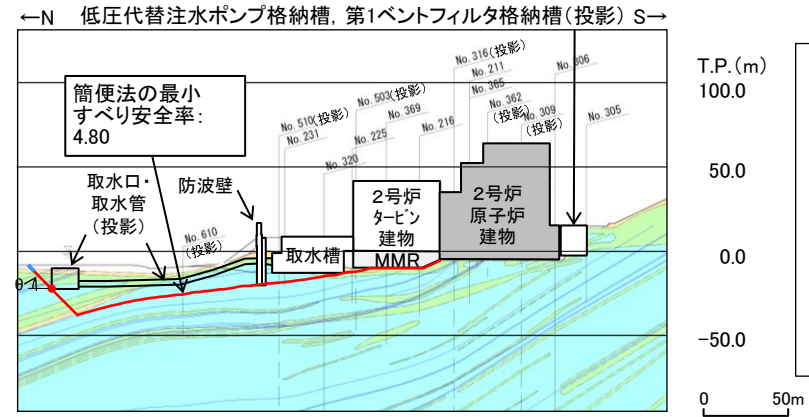 ←N 低圧代替注水ポンプ格納槽, 第1ベントフィルタ格納槽(投影) S→
T.P.(m)
100.0
50.0
0.0
−50.0
0 50m
簡便法の最小
すべり安全率:
4.80
No. 316(投影)
No. 211
No. 365
No. 306
No. 503(投影)
No. 369
No. 362
(投影)
No. 309
(投影)
No. 305
No. 510(投影)
No. 231
No. 225
No. 216
No. 320
取水口・
取水管
(投影)
防波壁
No. 610
(投影)
取水槽
2号炉
タービン
建物
MMR
2号炉
原子炉
建物